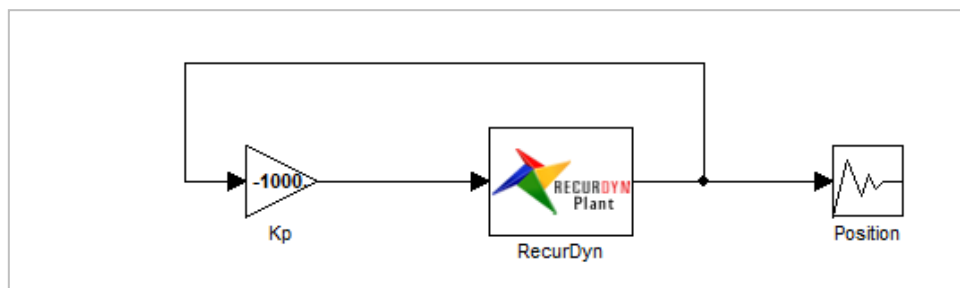 -1000
RECURDYN
Plant
Kp
RecurDyn
Position